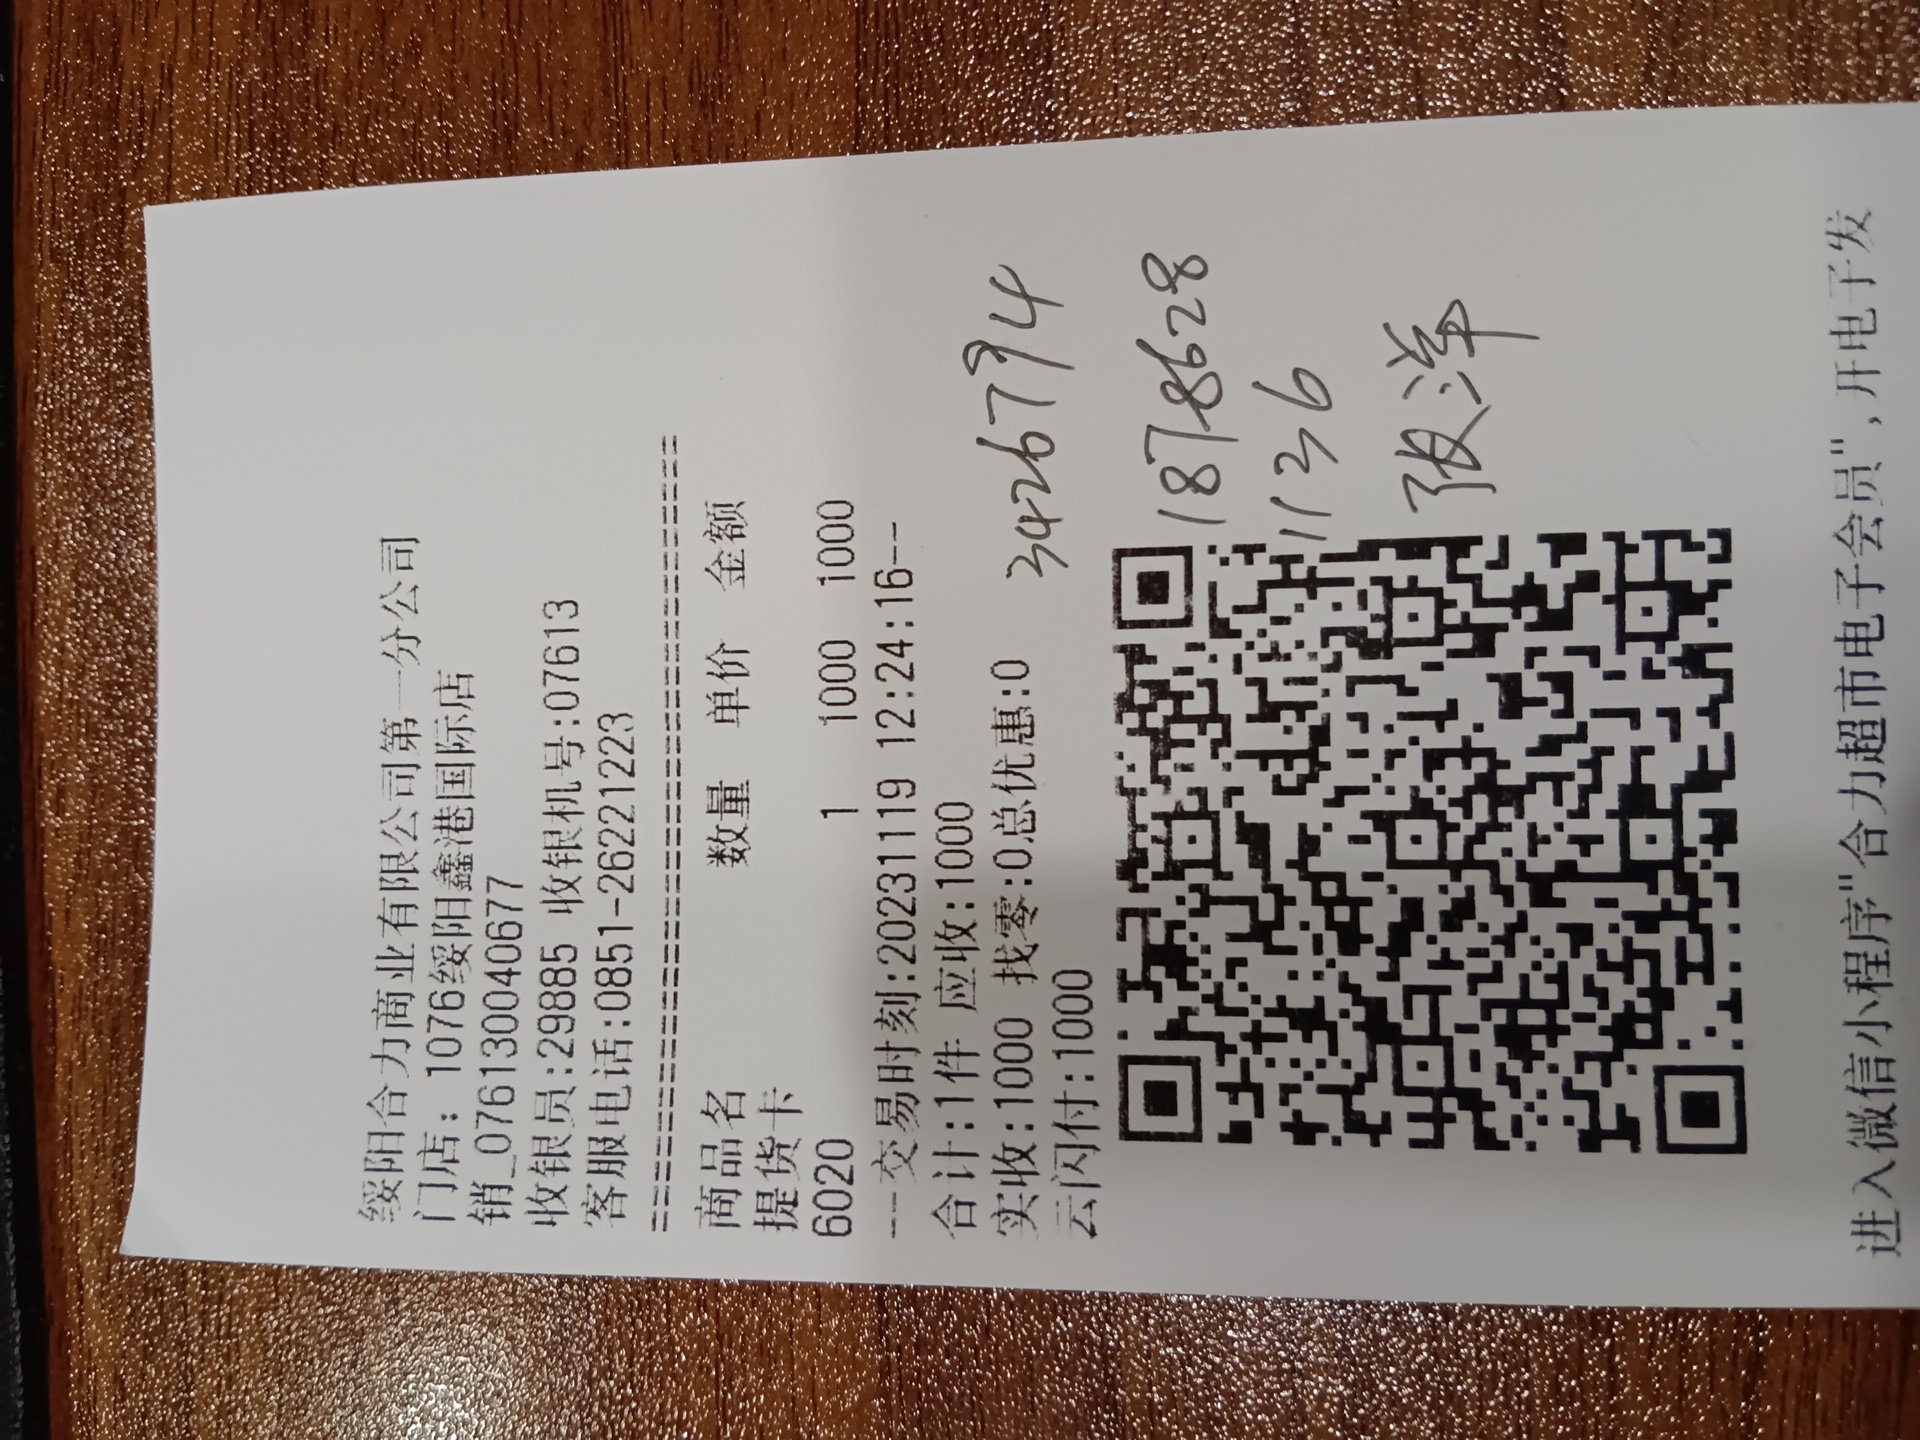 绥阳合力商业有限公司第一分公司
门店: 1076绥阳鑫港国际店
销_0761300400677
收银员:29885 收银机号:07613
客服电话:0851-26221223
================================
商品名 数量 单价 金额
提货卡
6020 1 1000 1000
---交易时刻:20231119 12:24:16--
合计:1件 应收:1000
实收:1000 找零:0总优惠:0
云闪付:1000
34267794
1878628
1136
张萍
进入微信小程序"合力超市电子会员",开电子发